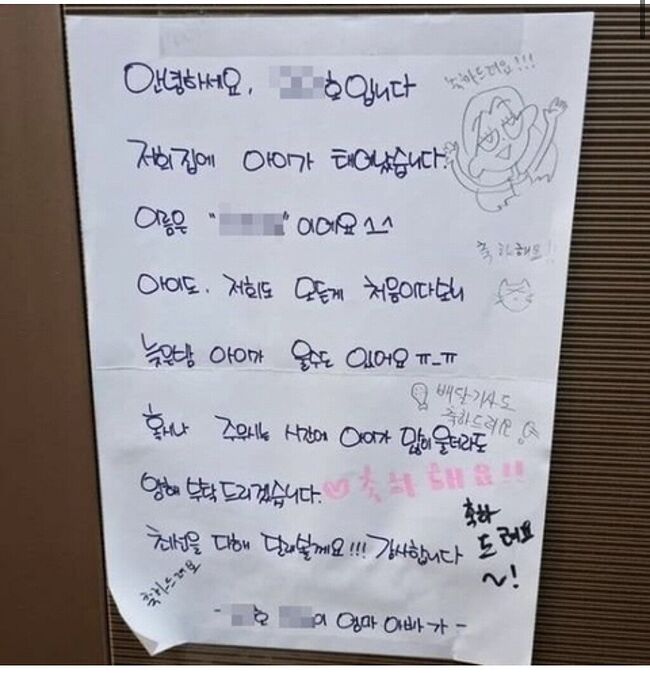 안녕하세요. 호입니다
축하드려요!!!
저희집에 아이가 태어났습니다.
이름은 " " 이에요 ^^
축하해요!
아이도. 저희도 모든게 처음이다보니
늦은밤 아이가 울수도 있어요 ㅠ_ㅠ
배달기사도
축하드려요
혹시나 주무시는 시간에 아이가 많이 울더라도
양해 부탁드리겠습니다. ♡축하해요!!
최선을 다해 달래볼께요!!! 감사합니다
축하
드려요
~!
축하드려요
- 호 이 엄마 아빠가 -